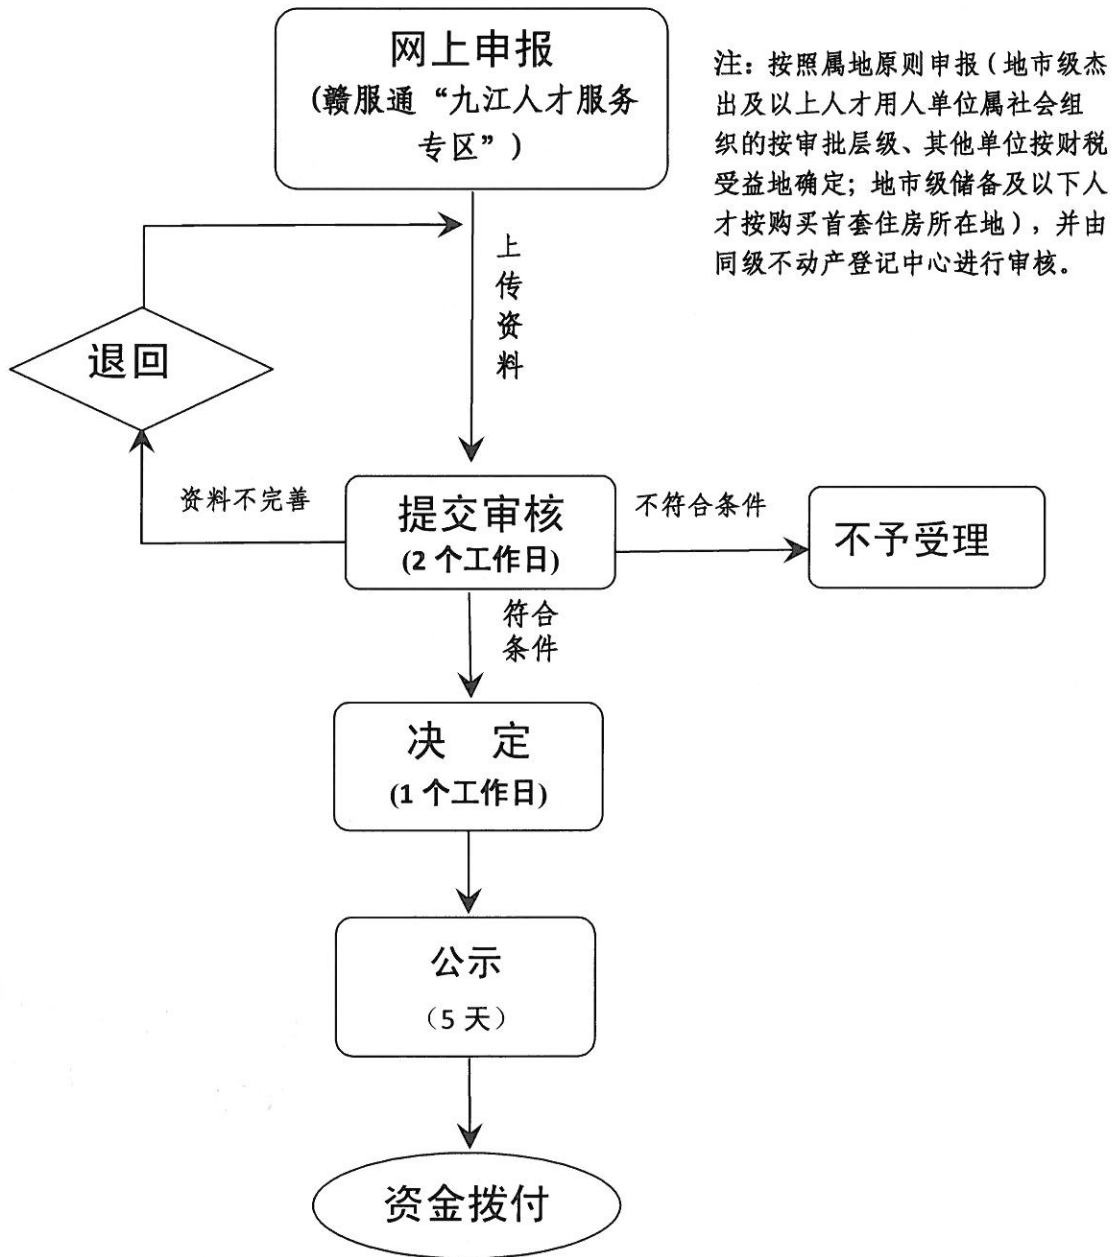 网上申报
(赣服通“九江人才服务
专区”)
注：按照属地原则申报（地市级杰
出及以上人才用人单位属社会组
织的按审批层级、其他单位按财税
受益地确定；地市级储备及以下人
才按购买首套住房所在地），并由
同级不动产登记中心进行审核。
上
传
资
料
退回
资料不完善
提交审核
(2 个工作日)
不符合条件
不予受理
符合
条件
决 定
(1 个工作日)
公示
（5 天）
资金拨付